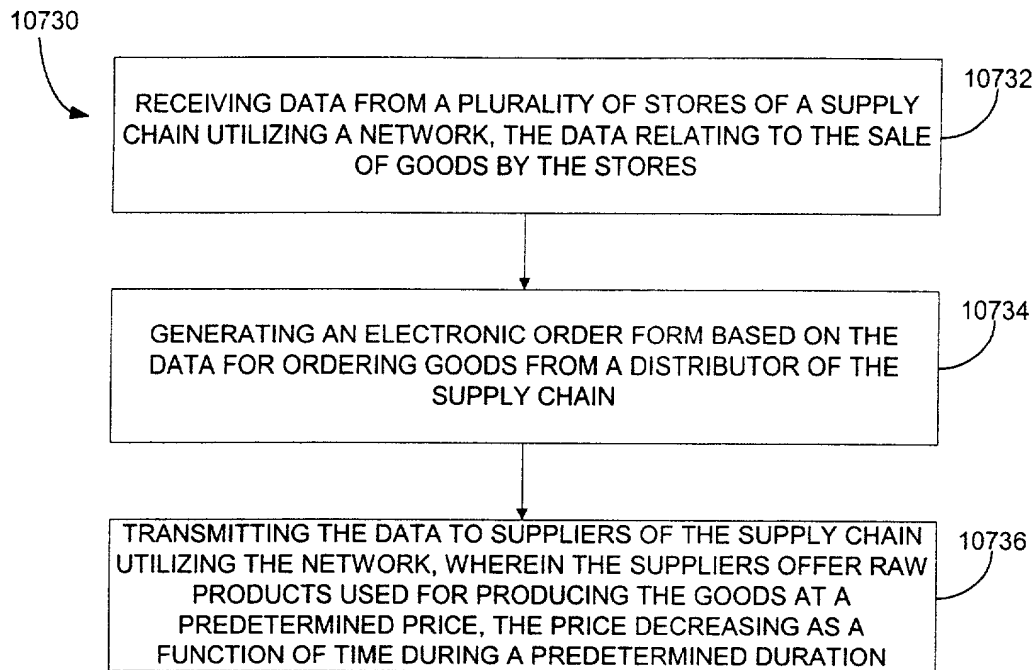 10730
10732
RECEIVING DATA FROM A PLURALITY OF STORES OF A SUPPLY
CHAIN UTILIZING A NETWORK, THE DATA RELATING TO THE SALE
OF GOODS BY THE STORES
10734
GENERATING AN ELECTRONIC ORDER FORM BASED ON THE
DATA FOR ORDERING GOODS FROM A DISTRIBUTOR OF THE
SUPPLY CHAIN
10736
TRANSMITTING THE DATA TO SUPPLIERS OF THE SUPPLY CHAIN
UTILIZING THE NETWORK, WHEREIN THE SUPPLIERS OFFER RAW
PRODUCTS USED FOR PRODUCING THE GOODS AT A
PREDETERMINED PRICE, THE PRICE DECREASING AS A
FUNCTION OF TIME DURING A PREDETERMINED DURATION